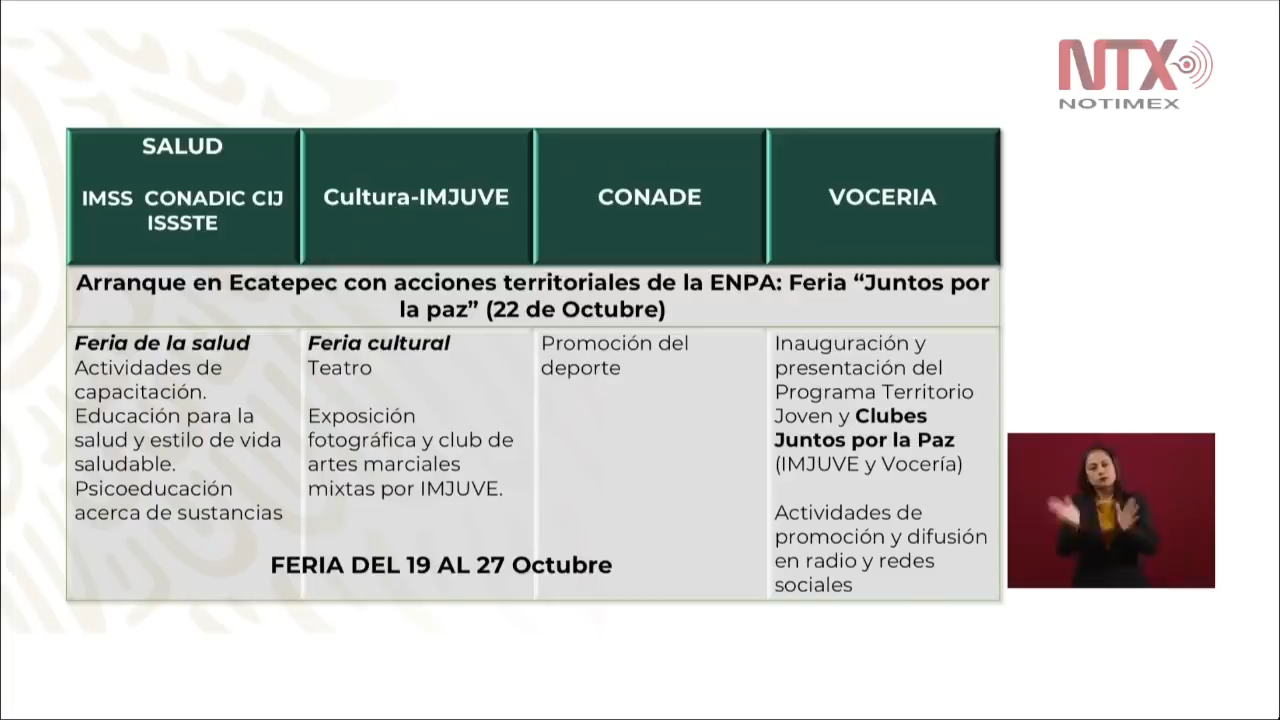 NTX
NOTIMEX
SALUD
IMSS CONADIC CIJ
ISSSTE
Cultura-IMJUVE
CONADE
VOCERIA
Arranque en Ecatepec con acciones territoriales de la ENPA: Feria “Juntos por
la paz” (22 de Octubre)
Feria de la salud
Actividades de
capacitación.
Educación para la
salud y estilo de vida
saludable.
Psicoeducación
acerca de sustancias
Feria cultural
Teatro
Exposición
fotográfica y club de
artes marciales
mixtas por IMJUVE.
Promoción del
deporte
Inauguración y
presentación del
Programa Territorio
Joven y Clubes
Juntos por la Paz
(IMJUVE y Vocería)
Actividades de
promoción y difusión
en radio y redes
sociales
FERIA DEL 19 AL 27 Octubre